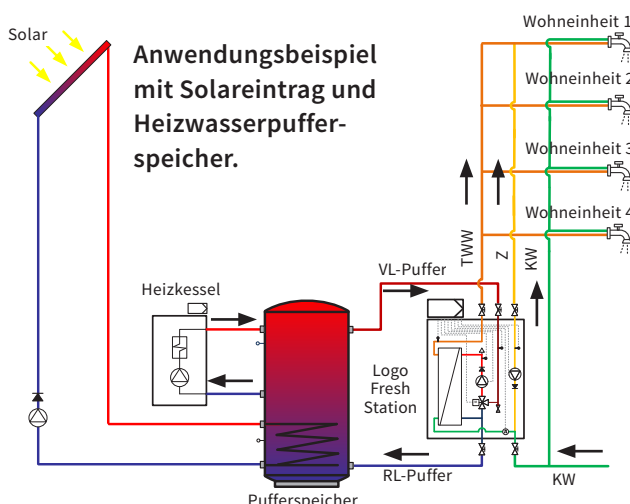 Solar
Anwendungsbeispiel
mit Solareintrag und
Heizwasserpuffer-
speicher.
Wohneinheit 1
Wohneinheit 2
Wohneinheit 3
Wohneinheit 4
TWW
Z
KW
VL-Puffer
Heizkessel
Logo
Fresh
Station
RL-Puffer
KW
Pufferspeicher